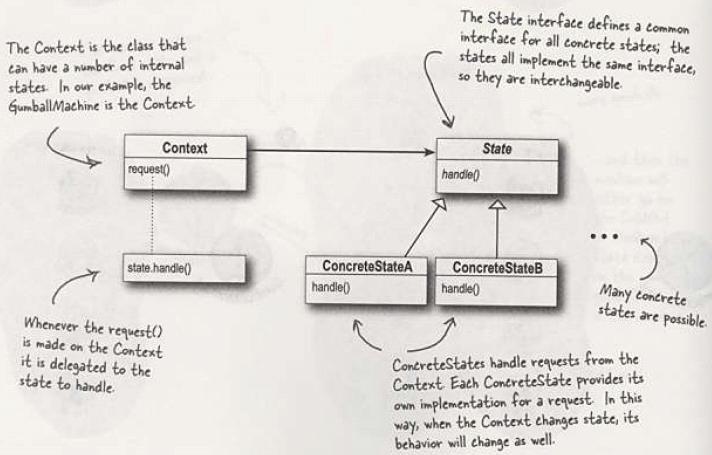 The State interface defines a common
interface for all concrete states; the
states all implement the same interface,
so they are interchangeable.
The Context is the class that
can have a number of internal
states. In our example, the
GumballMachine is the Context.
Context
request()
State
handle()
state.handle()
ConcreteStateA
handle()
ConcreteStateB
handle()
Many concrete
states are possible.
Whenever the request()
is made on the Context
it is delegated to the
state to handle.
ConcreteStates handle requests from the
Context. Each ConcreteState provides its
own implementation for a request. In this
way, when the Context changes state, its
behavior will change as well.